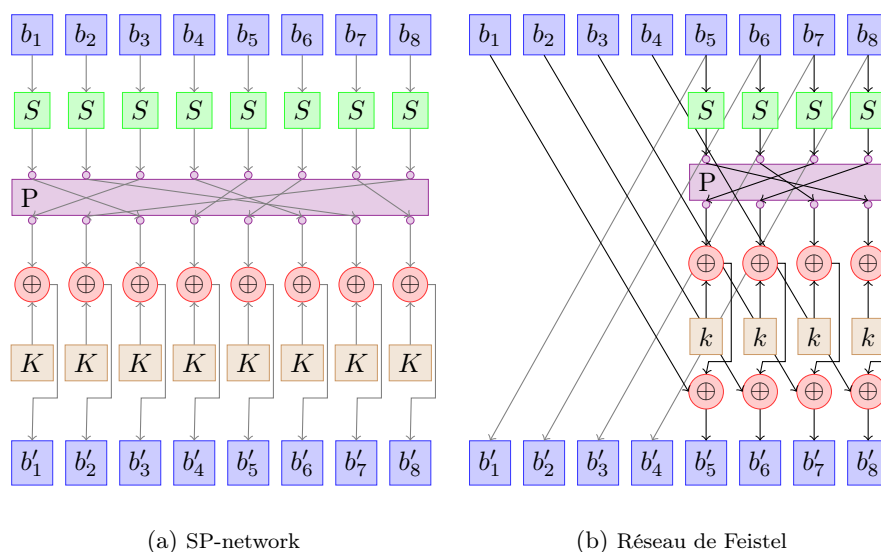 b₁ b₂ b₃ b₄ b₅ b₆ b₇ b₈ b₁ b₂ b₃ b₄ b₅ b₆ b₇ b₈
S S S S S S S S S S S S
P P
⊕ ⊕ ⊕ ⊕ ⊕ ⊕ ⊕ ⊕ ⊕ ⊕ ⊕ ⊕
K K K K K K K K k k k k
⊕ ⊕ ⊕ ⊕
b′₁ b′₂ b′₃ b′₄ b′₅ b′₆ b′₇ b′₈ b′₁ b′₂ b′₃ b′₄ b′₅ b′₆ b′₇ b′₈
(a) SP-network (b) Réseau de Feistel